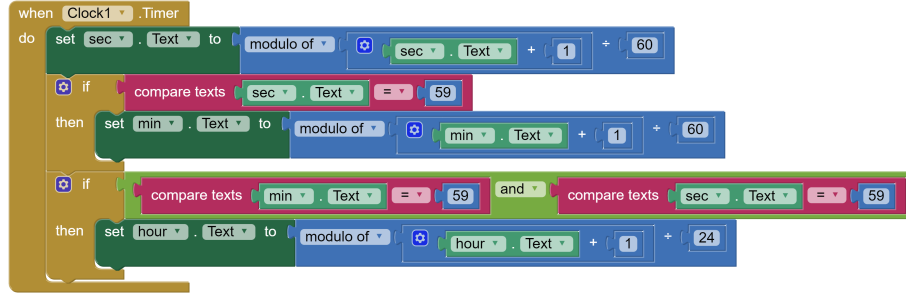 when Clock1 .Timer
do set sec . Text to modulo of sec . Text + 1 ÷ 60
if compare texts sec . Text = 59
then set min . Text to modulo of min . Text + 1 ÷ 60
if compare texts min . Text = 59 and compare texts sec . Text = 59
then set hour . Text to modulo of hour . Text + 1 ÷ 24